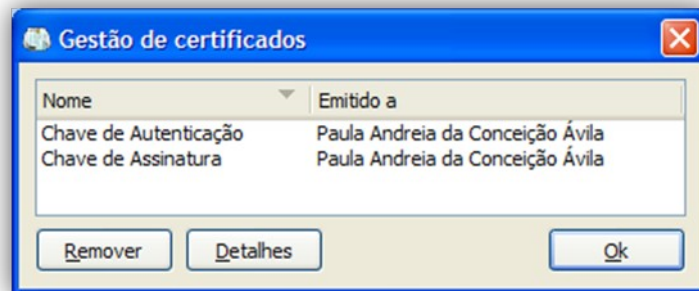 Gestão de certificados
Nome Emitido a
Chave de Autenticação Paula Andreia da Conceição Ávila
Chave de Assinatura Paula Andreia da Conceição Ávila
Remover Detalhes Ok